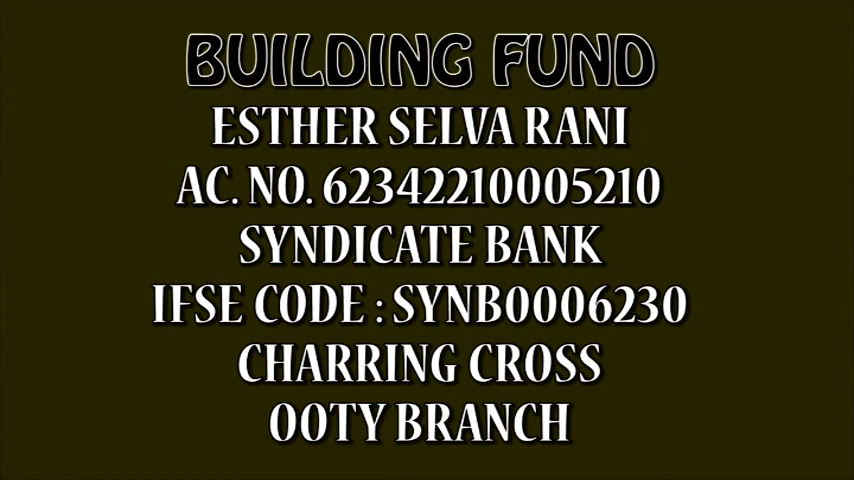 BUILDING FUND
ESTHER SELVA RANI
AC. NO. 62342210005210
SYNDICATE BANK
IFSE CODE : SYNB0006230
CHARRING CROSS
OOTY BRANCH